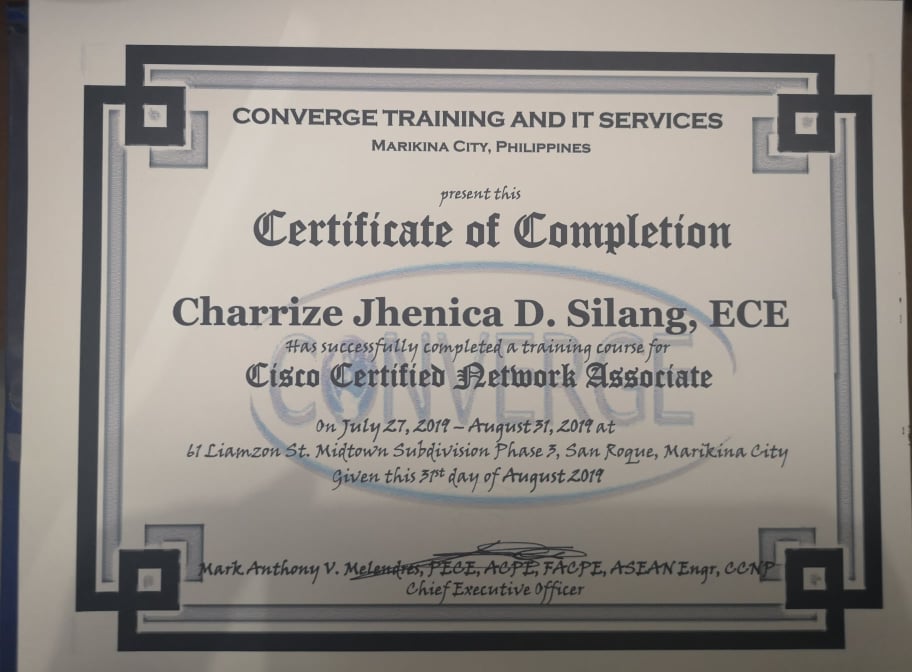 CONVERGE TRAINING AND IT SERVICES
MARIKINA CITY, PHILIPPINES
present this
Certificate of Completion
CONVERGE
Charrize Jhenica D. Silang, ECE
Has successfully completed a training course for
Cisco Certified Network Associate
On July 27, 2019 – August 31, 2019 at
61 Liamzon St. Midtown Subdivision Phase 3, San Roque, Marikina City
Given this 31st day of August 2019
Mark Anthony V. Melendres, PECE, ACPE, FACPE, ASEAN Engr, CCNP
Chief Executive Officer